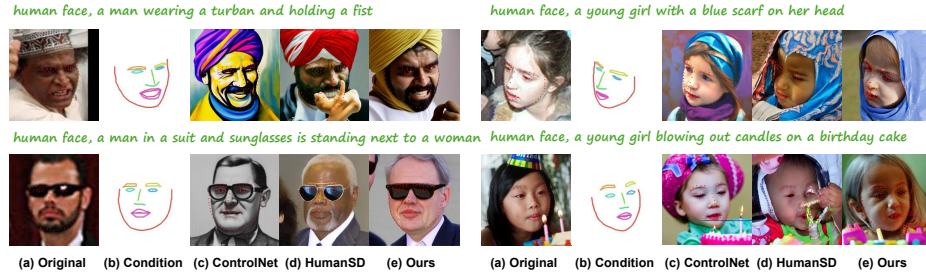 human face, a man wearing a turban and holding a fist
human face, a young girl with a blue scarf on her head
human face, a man in a suit and sunglasses is standing next to a woman
human face, a young girl blowing out candles on a birthday cake
(a) Original (b) Condition (c) ControlNet (d) HumanSD (e) Ours
(a) Original (b) Condition (c) ControlNet (d) HumanSD (e) Ours